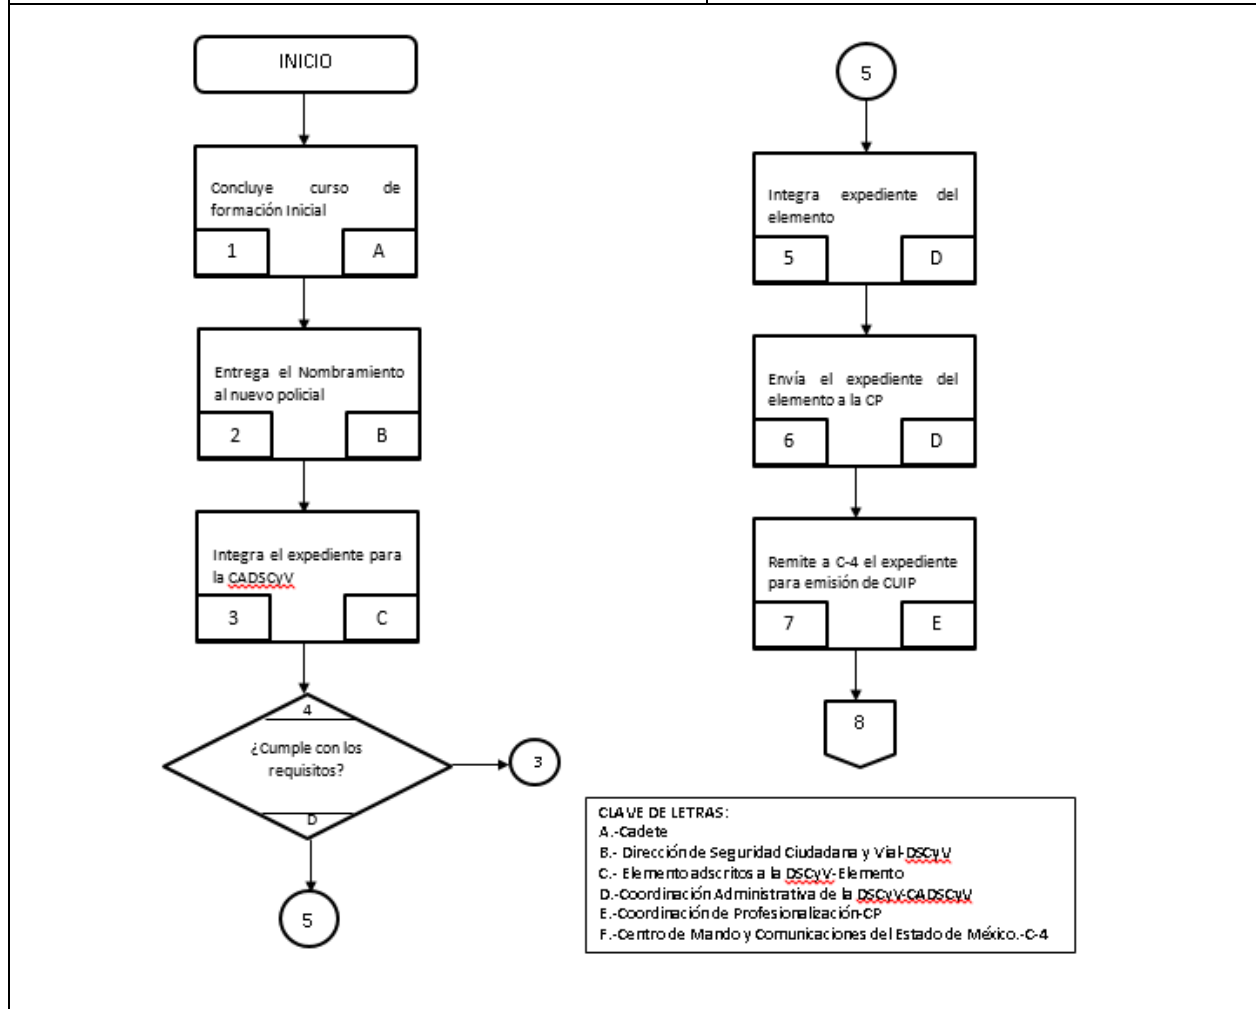 INICIO
Concluye curso de
formación Inicial
1
A
Entrega el Nombramiento
al nuevo policial
2
B
Integra el expediente para
la CADSCyV
3
C
4
¿Cumple con los
requisitos?
D
3
5
5
Integra expediente del
elemento
5
D
Envía el expediente del
elemento a la CP
6
D
Remite a C-4 el expediente
para emisión de CUIP
7
E
8
CLAVE DE LETRAS:
A.-Cadete
B.- Dirección de Seguridad Ciudadana y Vial-DSCyV
C.- Elemento adscritos a la DSCyV-Elemento
D.-Coordinación Administrativa de la DSCyV-CADSCyV
E.-Coordinación de Profesionalización-CP
F.-Centro de Mando y Comunicaciones del Estado de México.-C-4